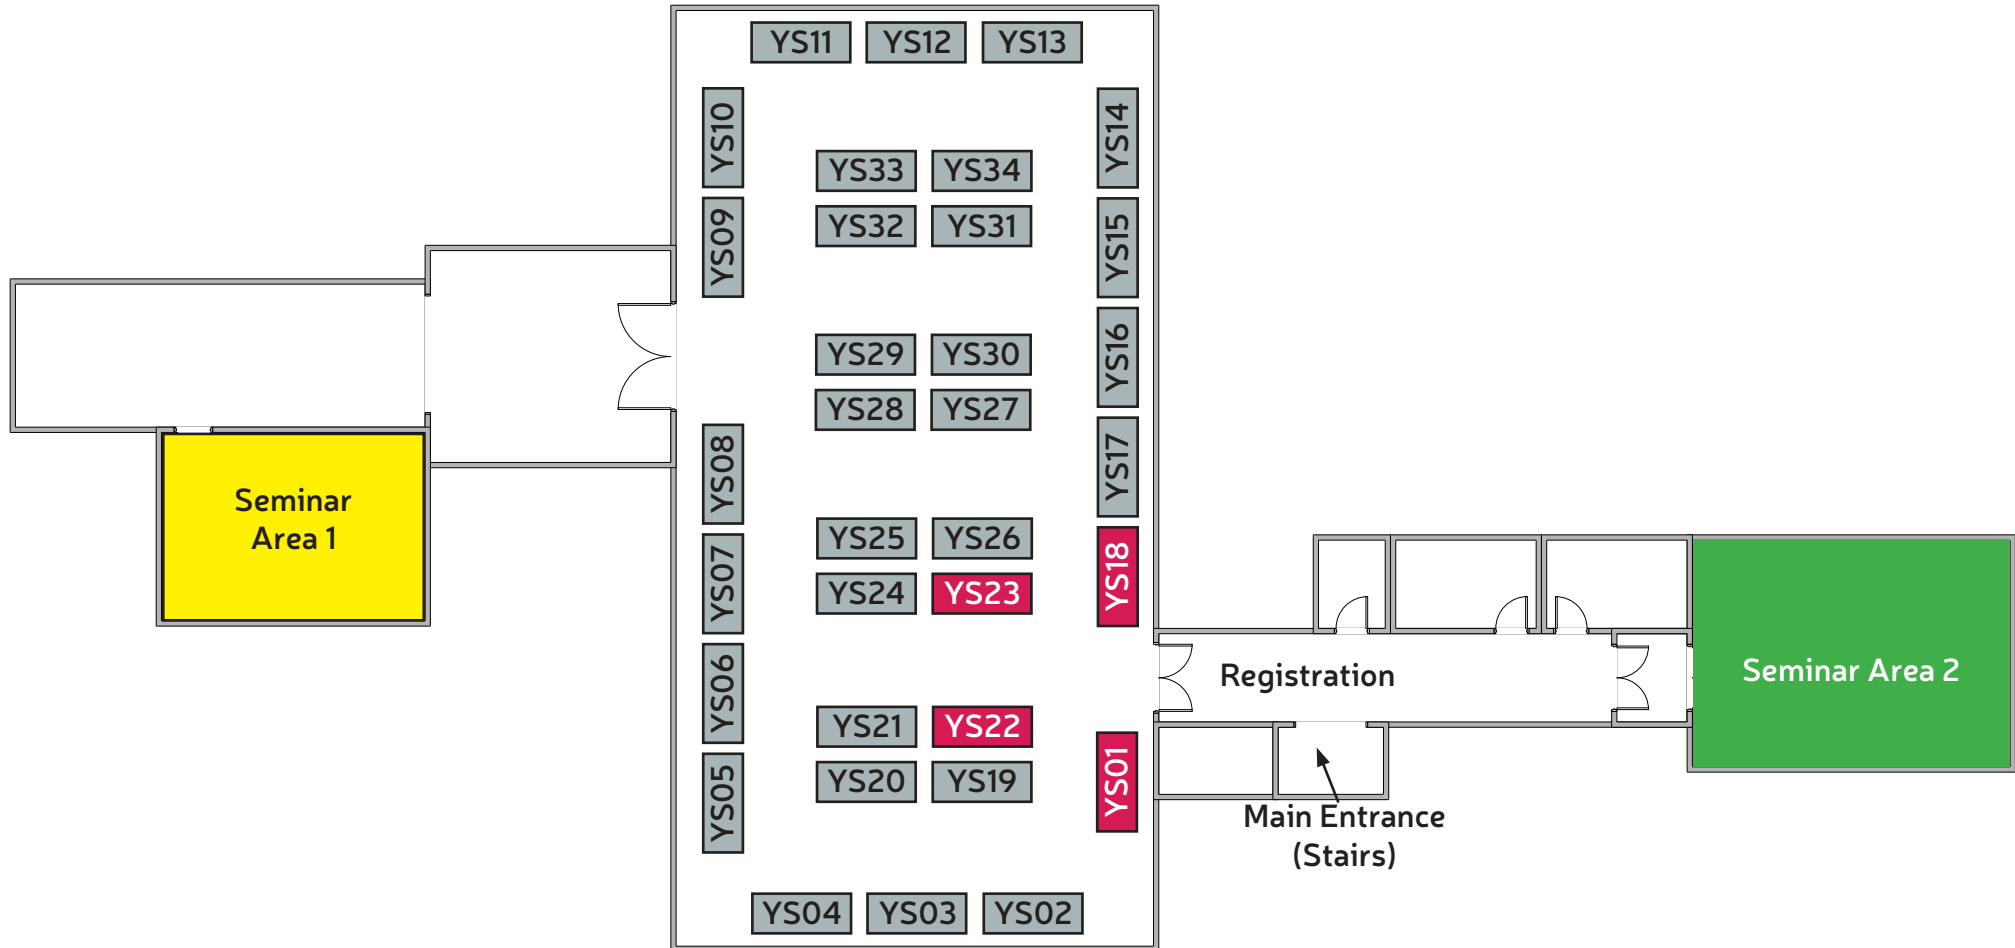 YS11 YS12 YS13
YS10
YS14
YS33 YS34
YS09
YS32 YS31
YS15
YS29 YS30
YS16
YS28 YS27
YS08
YS17
Seminar
Area 1
YS25 YS26
YS07
YS24 YS23
YS18
Registration
Seminar Area 2
YS06
YS21 YS22
YS05
YS20 YS19
YS01
Main Entrance
(Stairs)
YS04 YS03 YS02